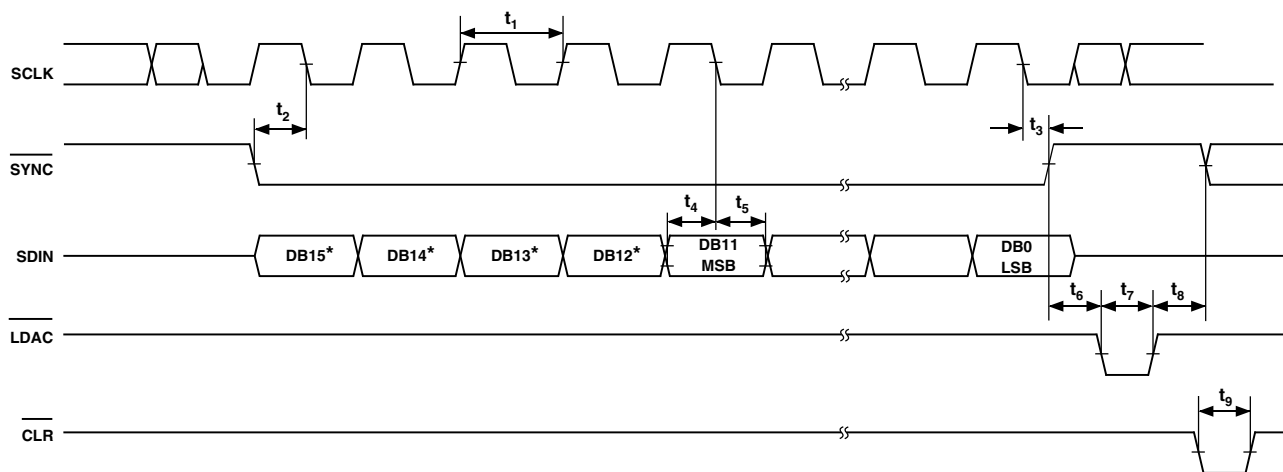 t1
SCLK
t2
t3
SYNC
t4
t5
SDIN
DB15*
DB14*
DB13*
DB12*
DB11
MSB
DB0
LSB
t6
t7
t8
LDAC
t9
CLR